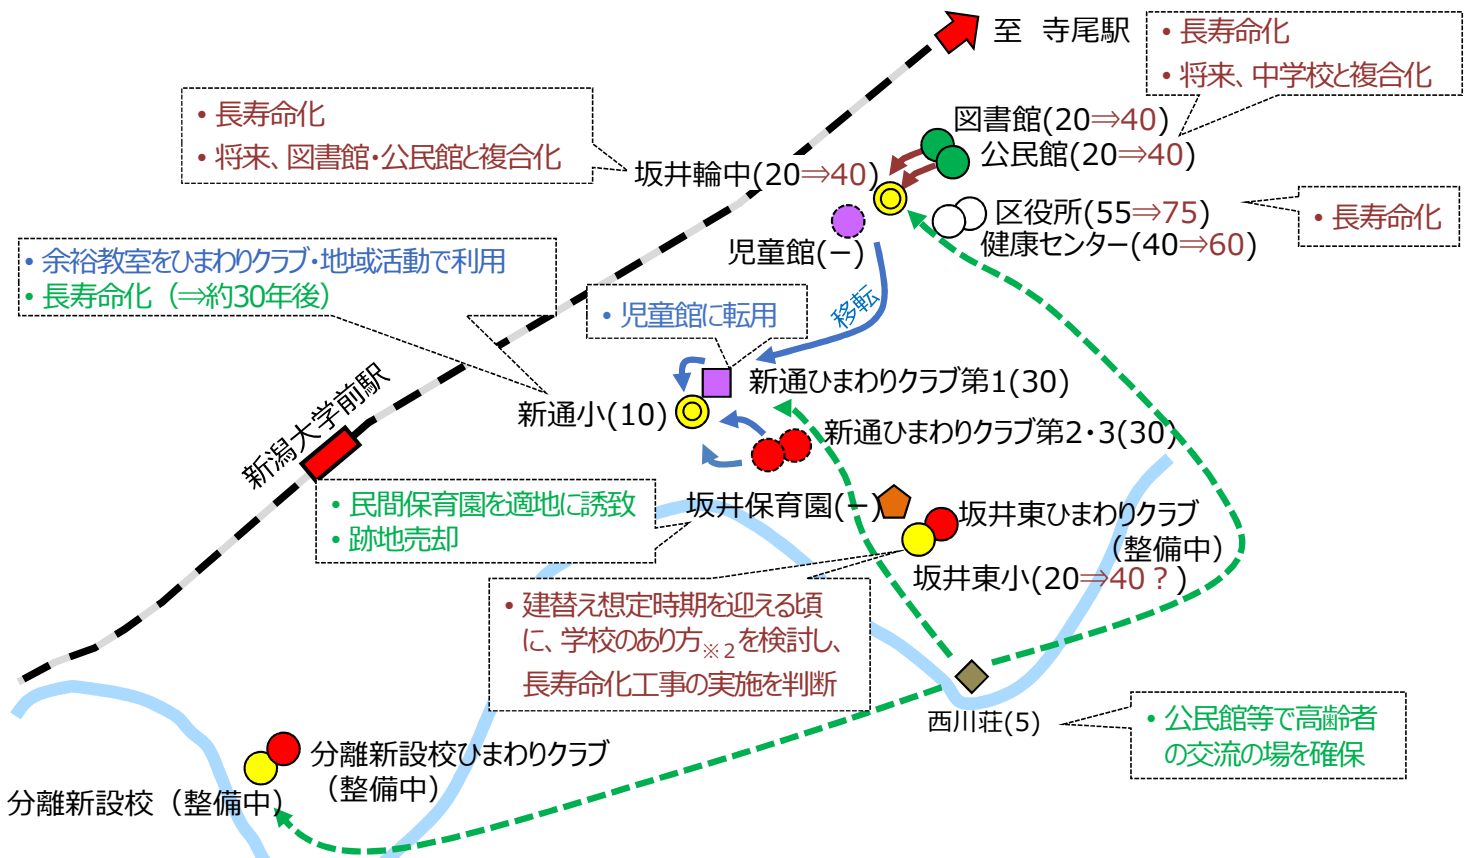 至　寺尾駅
・長寿命化
・将来、中学校と複合化
・長寿命化
・将来、図書館・公民館と複合化
図書館(20⇒40)
公民館(20⇒40)
坂井輪中(20⇒40)
区役所(55⇒75)
健康センター(40⇒60)
・長寿命化
児童館(－)
・余裕教室をひまわりクラブ・地域活動で利用
・長寿命化（⇒約30年後）
移転
・児童館に転用
新通ひまわりクラブ第1(30)
新通小(10)
新潟大学前駅
新通ひまわりクラブ第2・3(30)
・民間保育園を適地に誘致
・跡地売却
坂井保育園(－)
坂井東ひまわりクラブ
（整備中）
坂井東小(20⇒40？)
・建替え想定時期を迎える頃
に、学校のあり方※2を検討し、
長寿命化工事の実施を判断
西川荘(5)
・公民館等で高齢者
の交流の場を確保
分離新設校ひまわりクラブ
（整備中）
分離新設校（整備中）